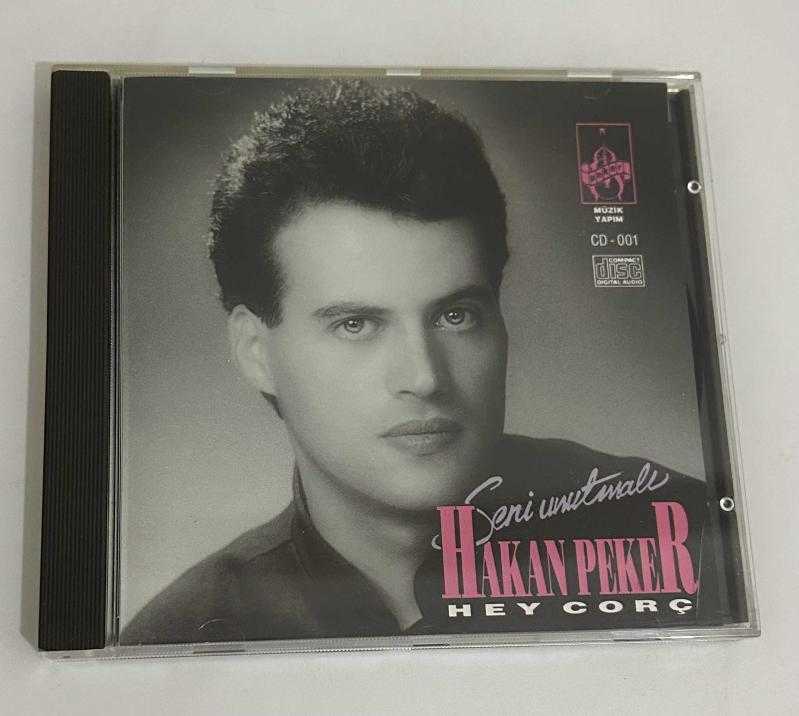 MÜZİK
YAPIM
CD - 001
COMPACT
disc
DIGITAL AUDIO
Seni unutmalı
HAKAN PEKER
HEY CORÇ